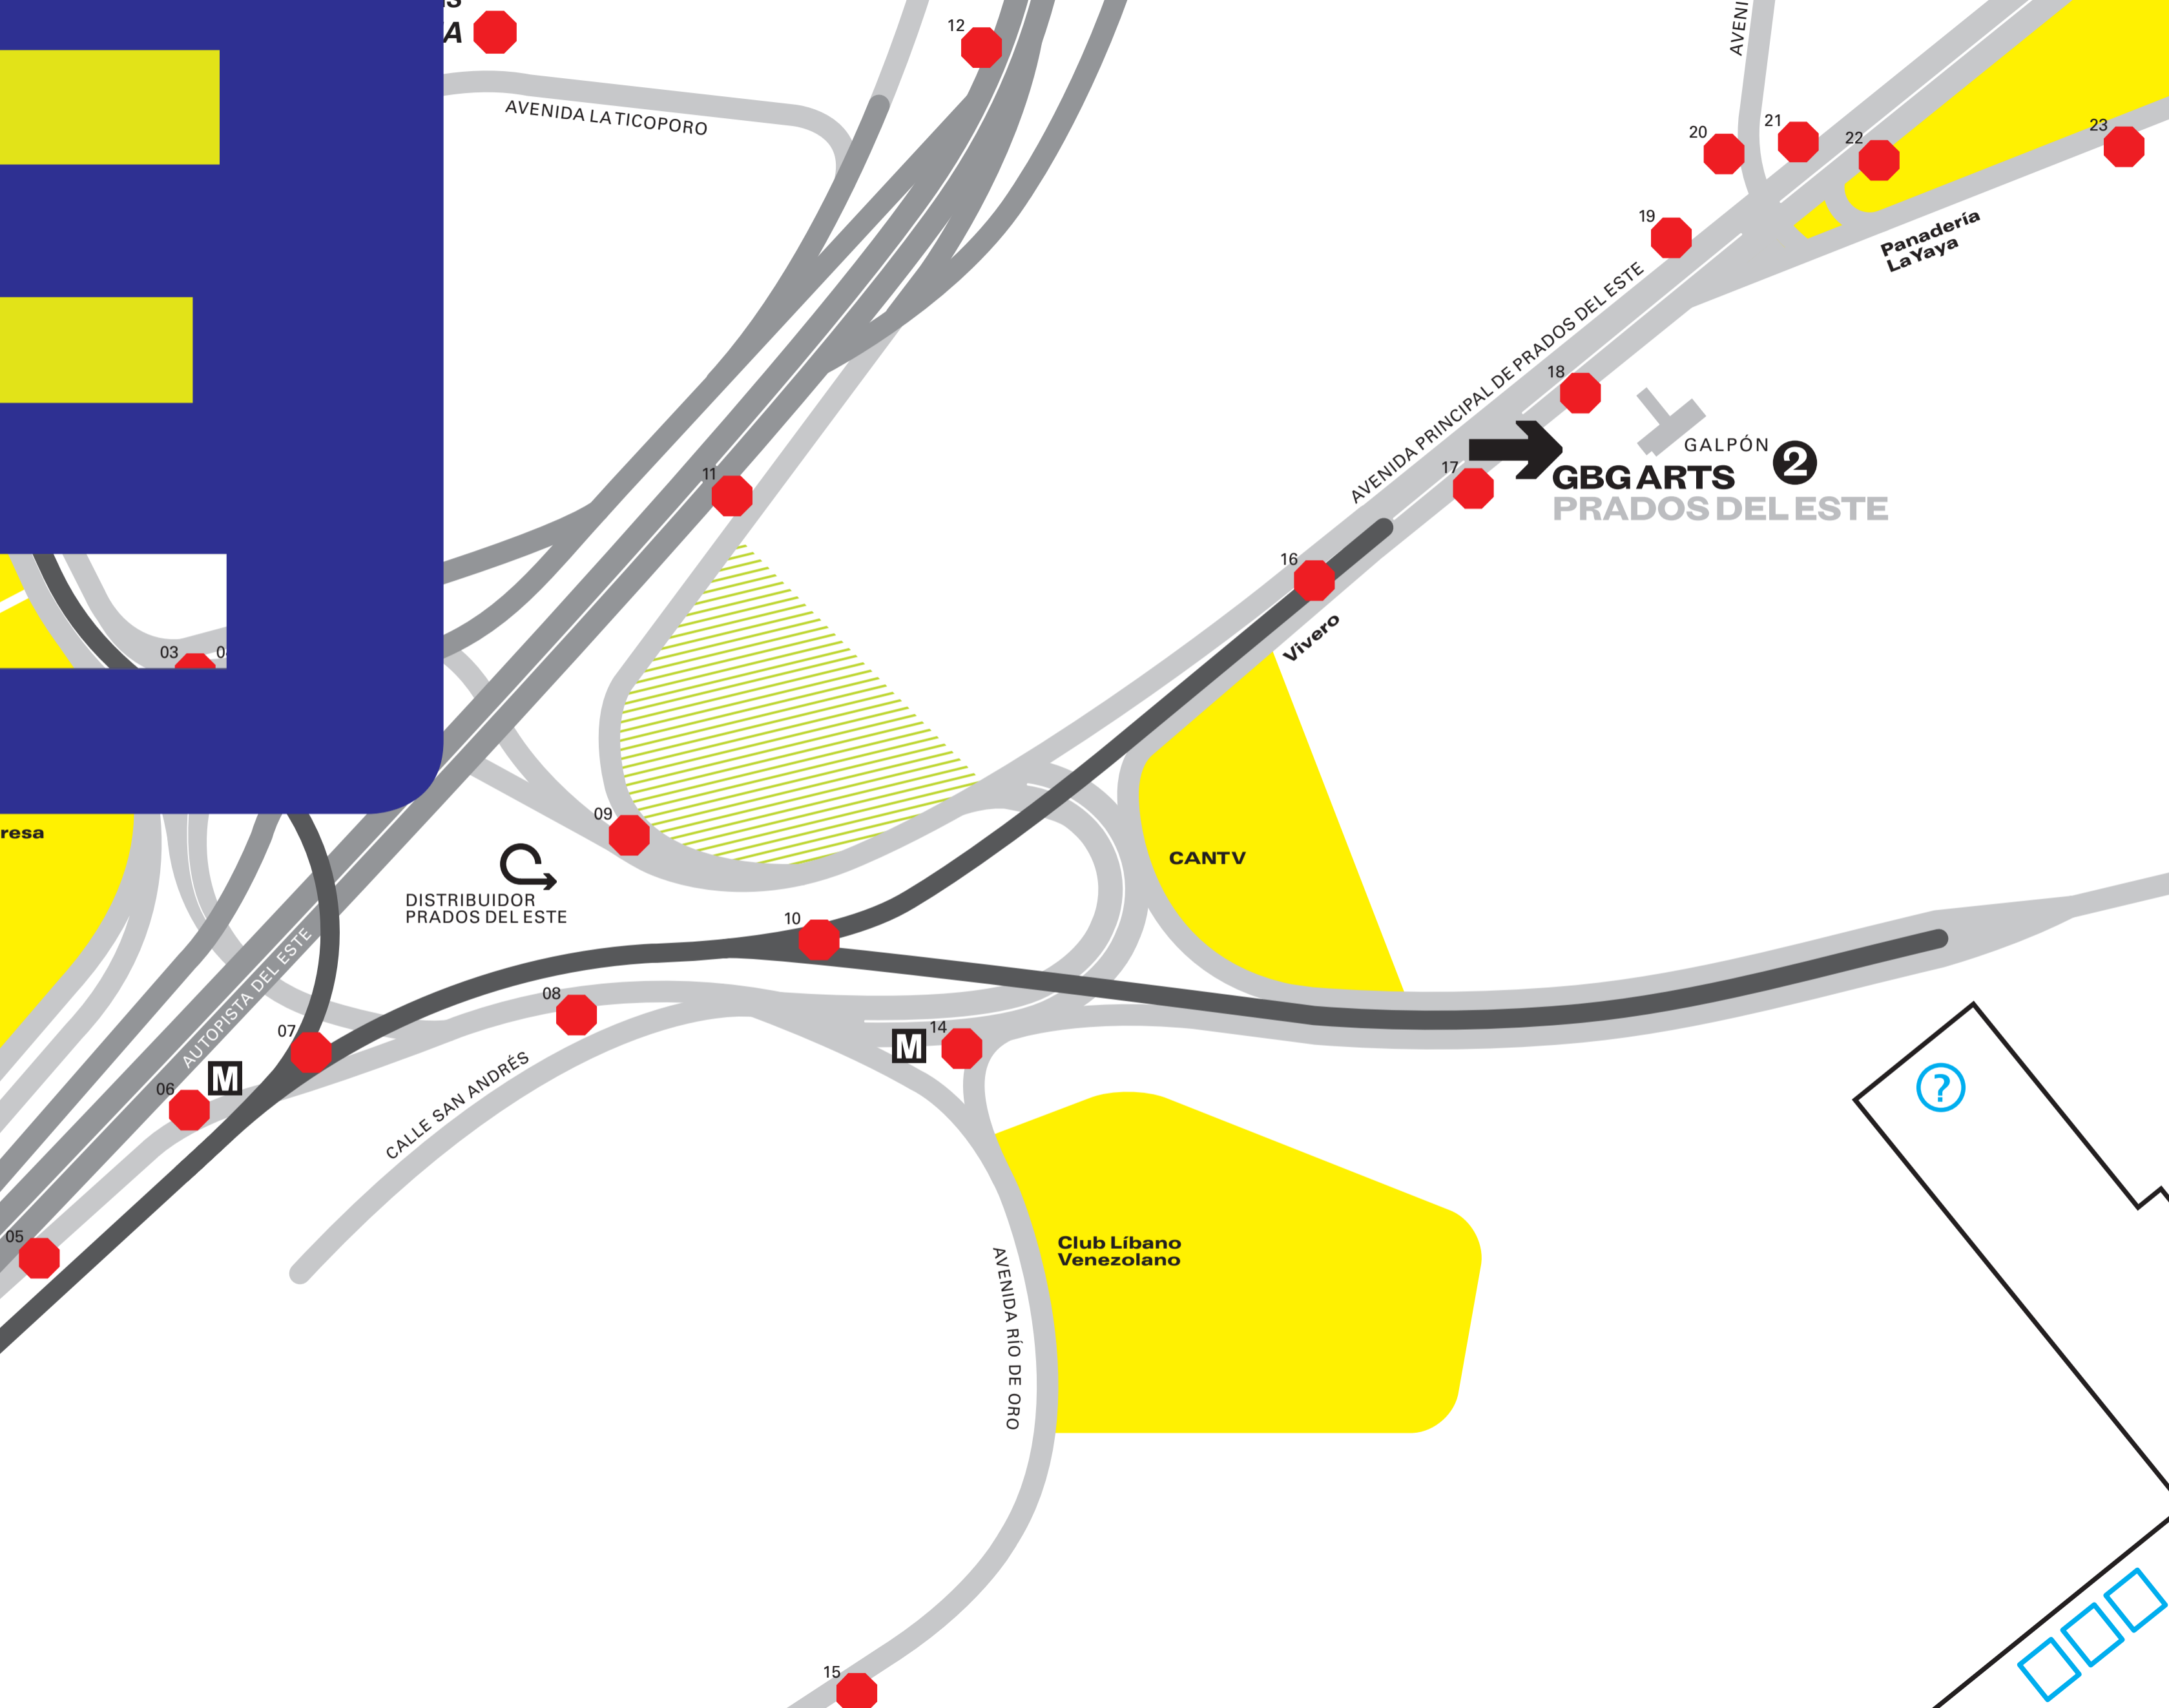 12
AVENIDA LA TICOPORO
20
21
22
23
19
Panadería
La Yaya
AVENIDA PRINCIPAL DE PRADOS DEL ESTE
18
GALPÓN 2
17
GBG ARTS
PRADOS DEL ESTE
11
16
Vivero
03
09
resa
CANTV
DISTRIBUIDOR
PRADOS DEL ESTE
10
AUTOPISTA DEL ESTE
08
07
M
14
?
06
M
CALLE SAN ANDRÉS
05
Club Líbano
Venezolano
AVENIDA RÍO DE ORO
15